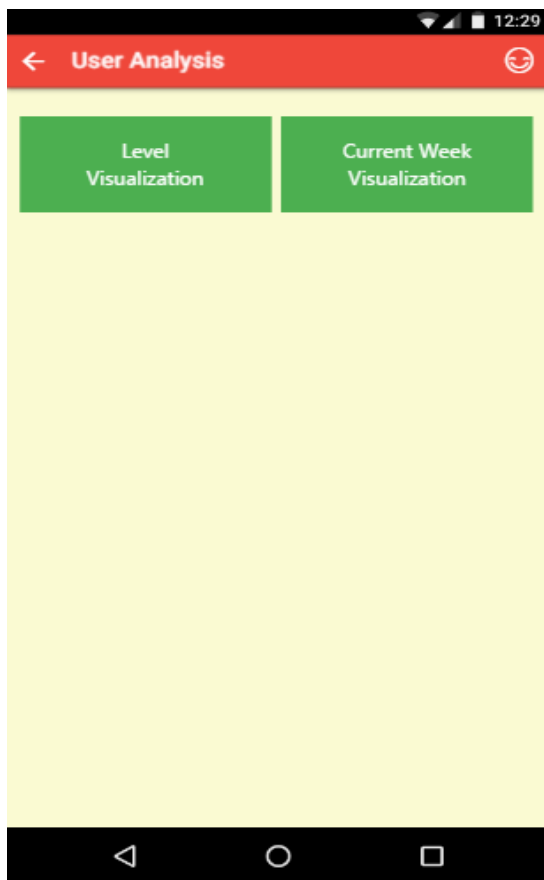 12:29
User Analysis
Level
Visualization
Current Week
Visualization